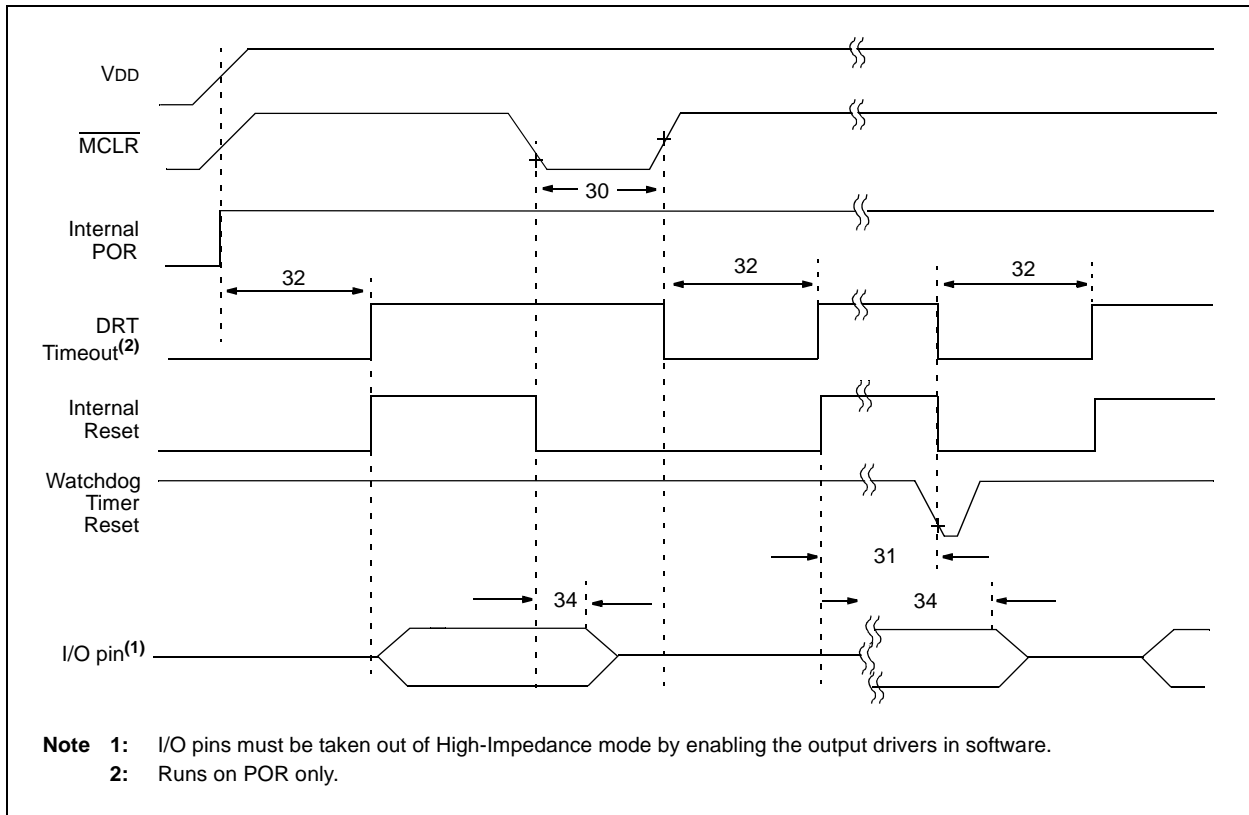 VDD
MCLR
30
Internal
POR
32
32
32
DRT
Timeout(2)
Internal
Reset
Watchdog
Timer
Reset
31
34
34
I/O pin(1)
Note 1: I/O pins must be taken out of High-Impedance mode by enabling the output drivers in software.
2: Runs on POR only.